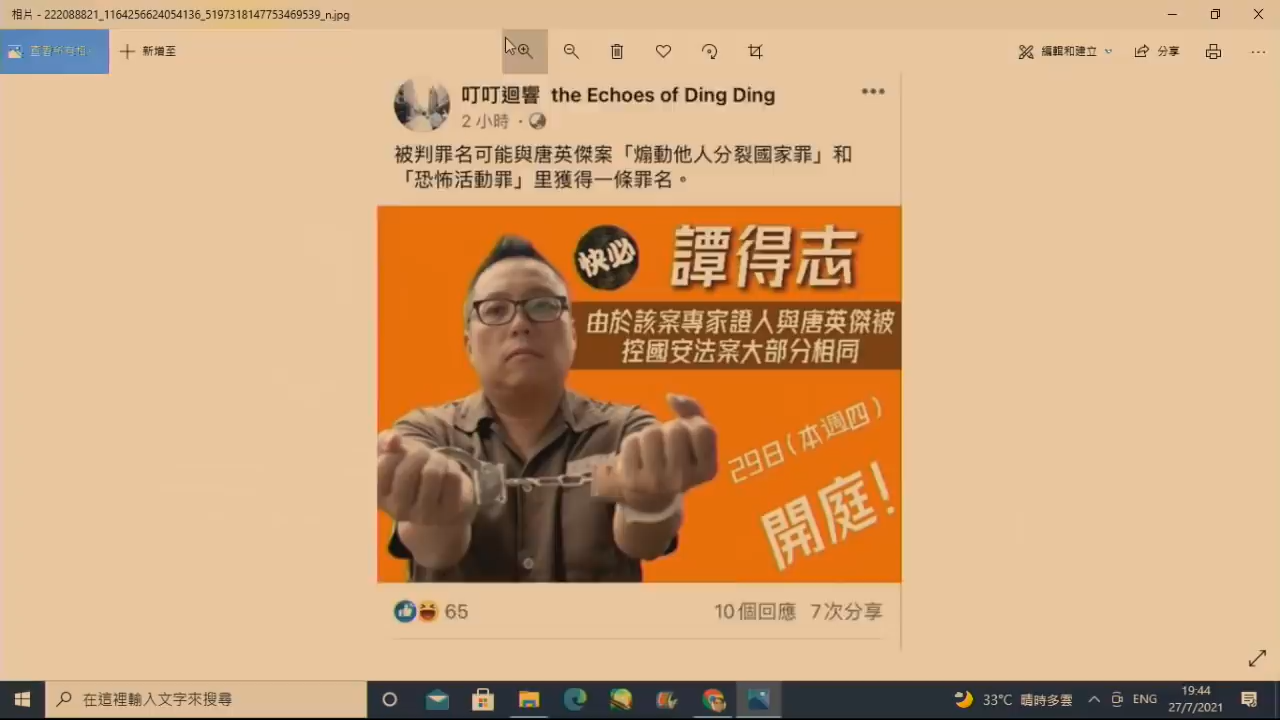 相片 - 222088821_1164256624054136_5197318147753469539_n.jpg
查看所有相
新增至
編輯和建立
分享
叮叮迴響 the Echoes of Ding Ding
2 小時
被判罪名可能與唐英傑案「煽動他人分裂國家罪」和
「恐怖活動罪」里獲得一條罪名。
快必
譚得志
由於該案專家證人與唐英傑被
控國安法案大部分相同
29日(本週四)
開庭!
65
10個回應 7次分享
在這裡輸入文字來搜尋
33°C 晴時多雲
ENG
19:44
27/7/2021